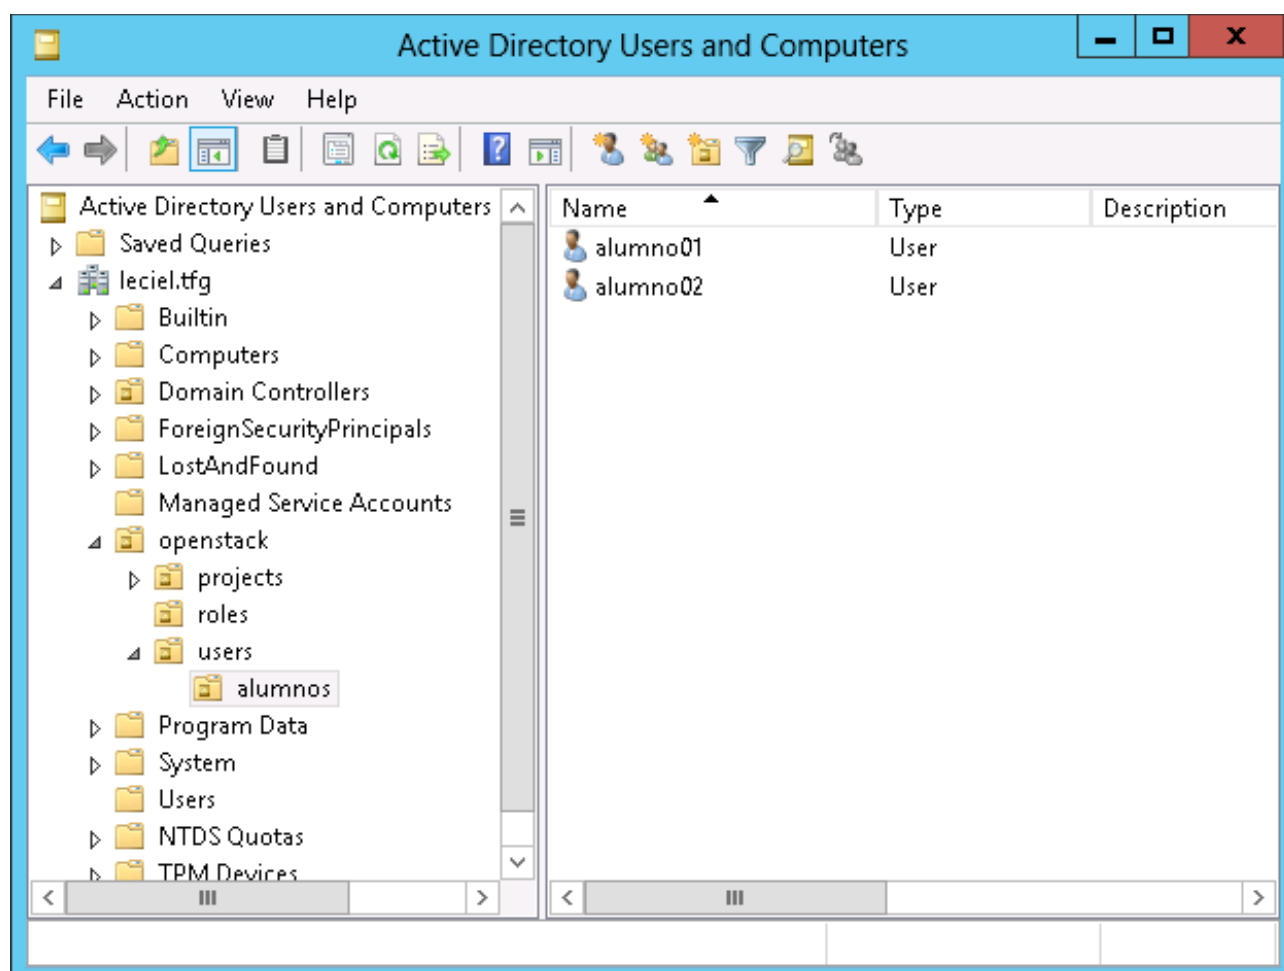 Active Directory Users and Computers
File Action View Help
Active Directory Users and Computers
Saved Queries
leciel.tfg
Builtin
Computers
Domain Controllers
ForeignSecurityPrincipals
LostAndFound
Managed Service Accounts
openstack
projects
roles
users
alumnos
Program Data
System
Users
NTDS Quotas
TPM Devices
Name Type Description
alumno01 User
alumno02 User